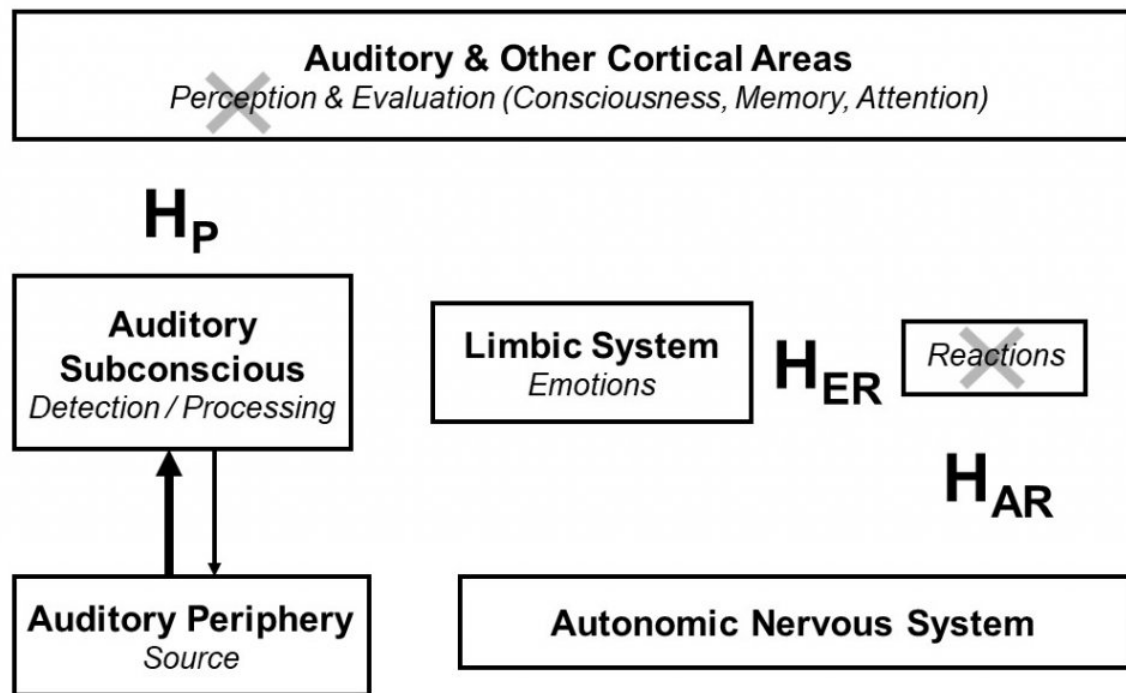 Auditory & Other Cortical Areas
Perception & Evaluation (Consciousness, Memory, Attention)
HP
Auditory
Subconscious
Detection / Processing
Limbic System
Emotions
HER
Reactions
HAR
Auditory Periphery
Source
Autonomic Nervous System